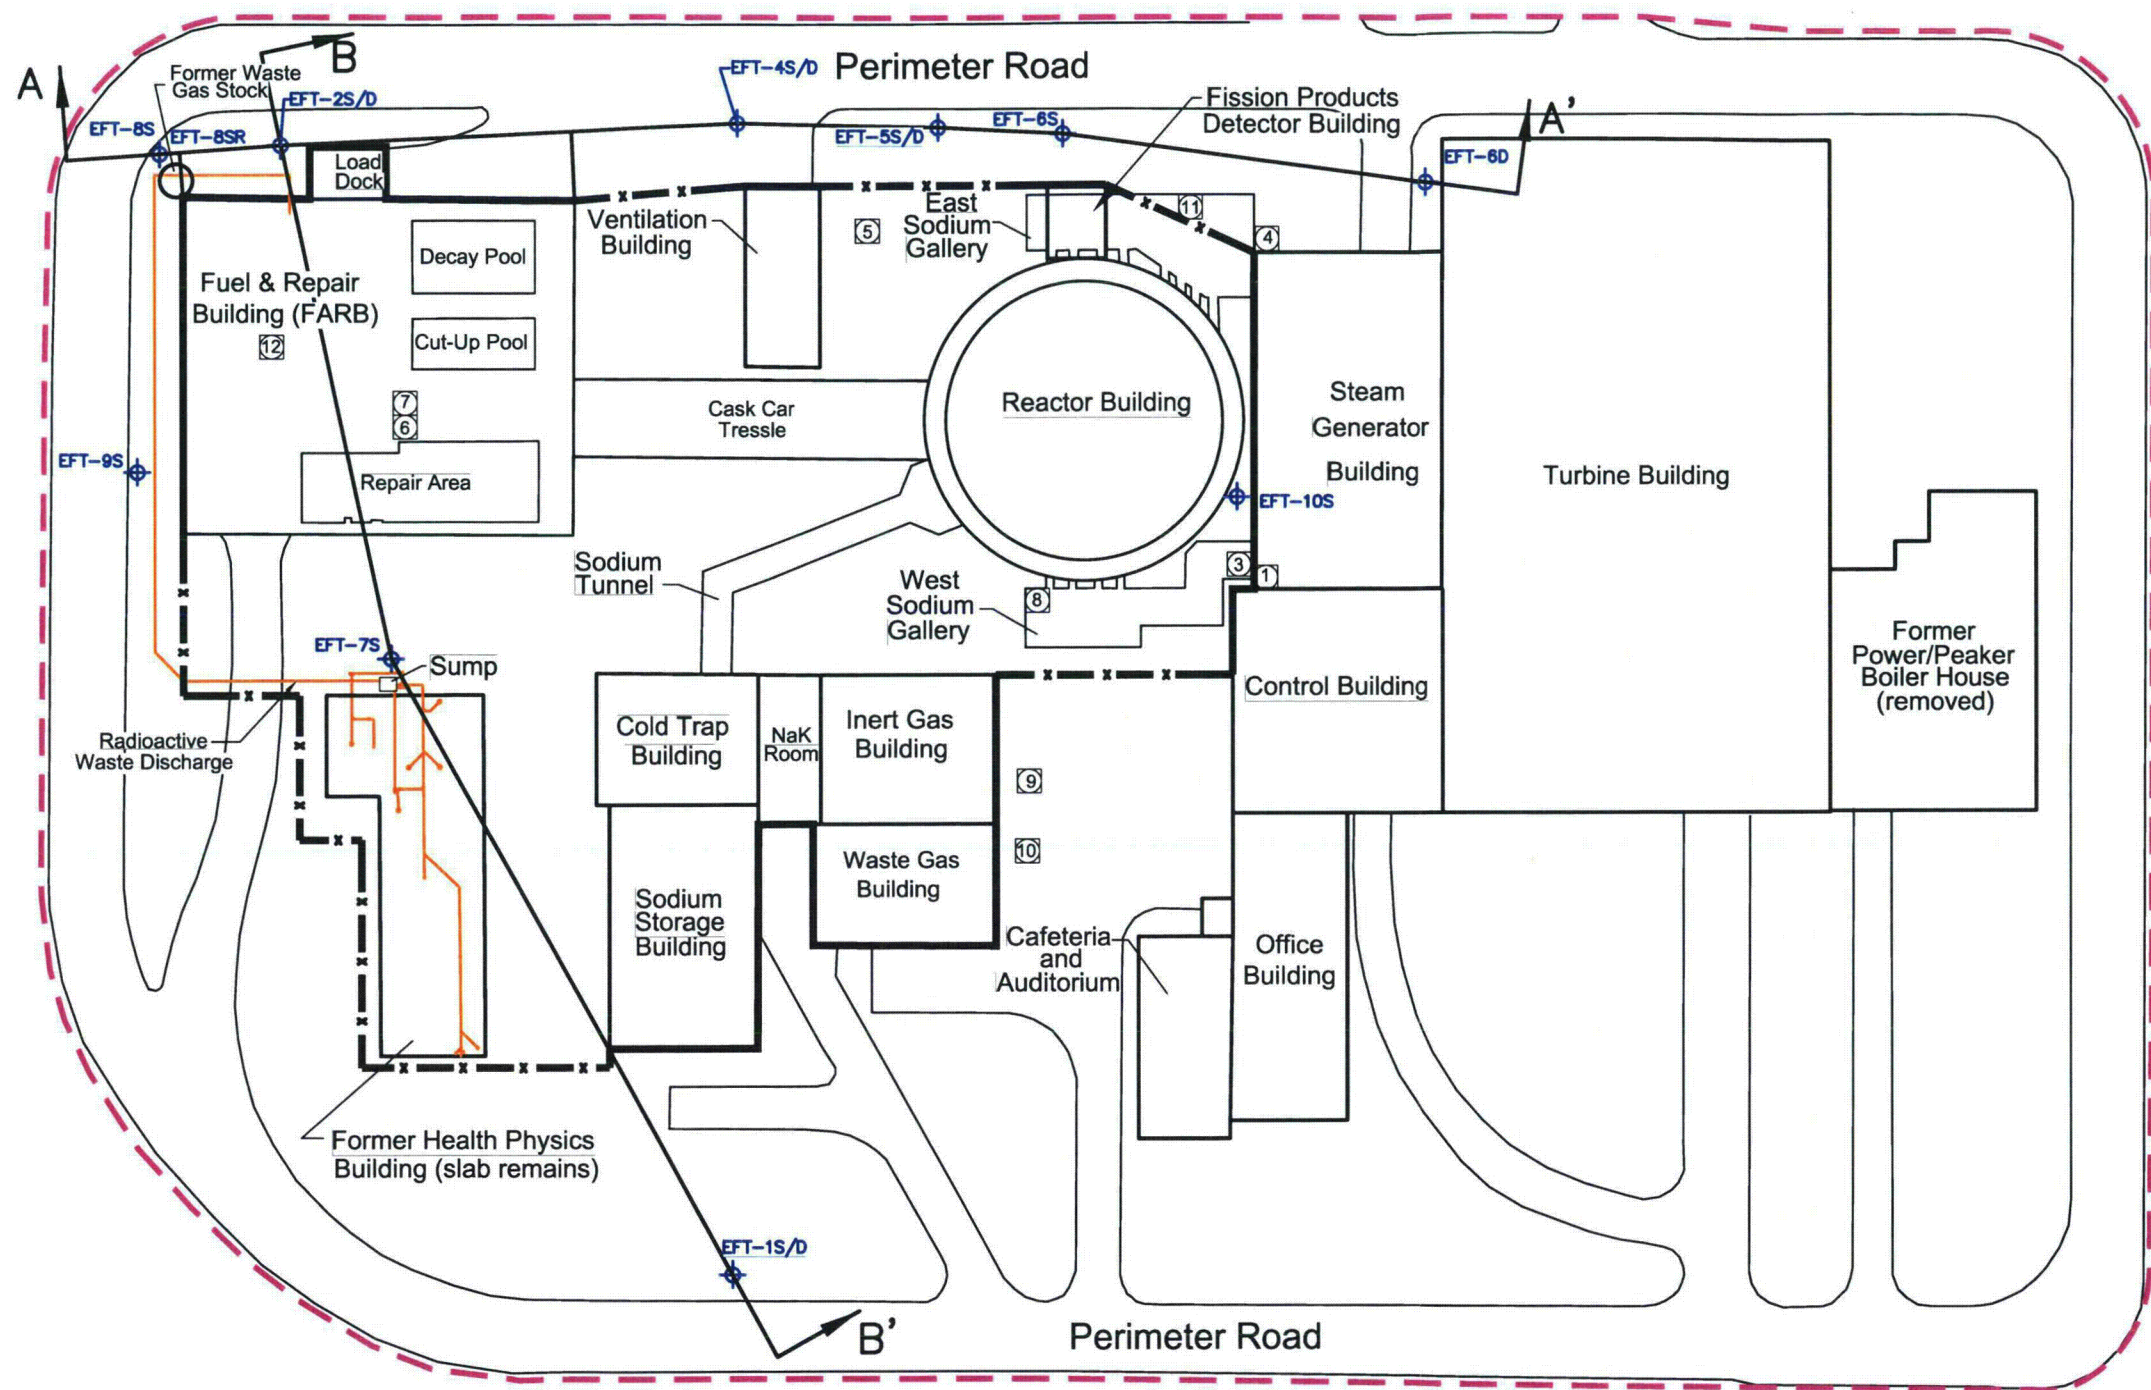 B
A
Former Waste
Gas Stock
EFT-2S/D
EFT-4S/D
Perimeter Road
EFT-8S
EFT-8SR
EFT-5S/D
EFT-6S
Fission Products
Detector Building
A'
EFT-6D
Load
Dock
Ventilation
Building
5
East
Sodium
Gallery
11
4
Decay Pool
Fuel & Repair
Building (FARB)
12
Cut-Up Pool
7
6
Cask Car
Tressle
Reactor Building
Steam
Generator
Building
Turbine Building
EFT-9S
Repair Area
EFT-10S
Sodium
Tunnel
West
Sodium
Gallery
8
3
1
EFT-7S
Sump
Former
Power/Peaker
Boiler House
(removed)
Control Building
Radioactive
Waste Discharge
Cold Trap
Building
NaK
Room
Inert Gas
Building
9
10
Waste Gas
Building
Sodium
Storage
Building
Cafeteria
and
Auditorium
Office
Building
Former Health Physics
Building (slab remains)
EFT-1S/D
B'
Perimeter Road